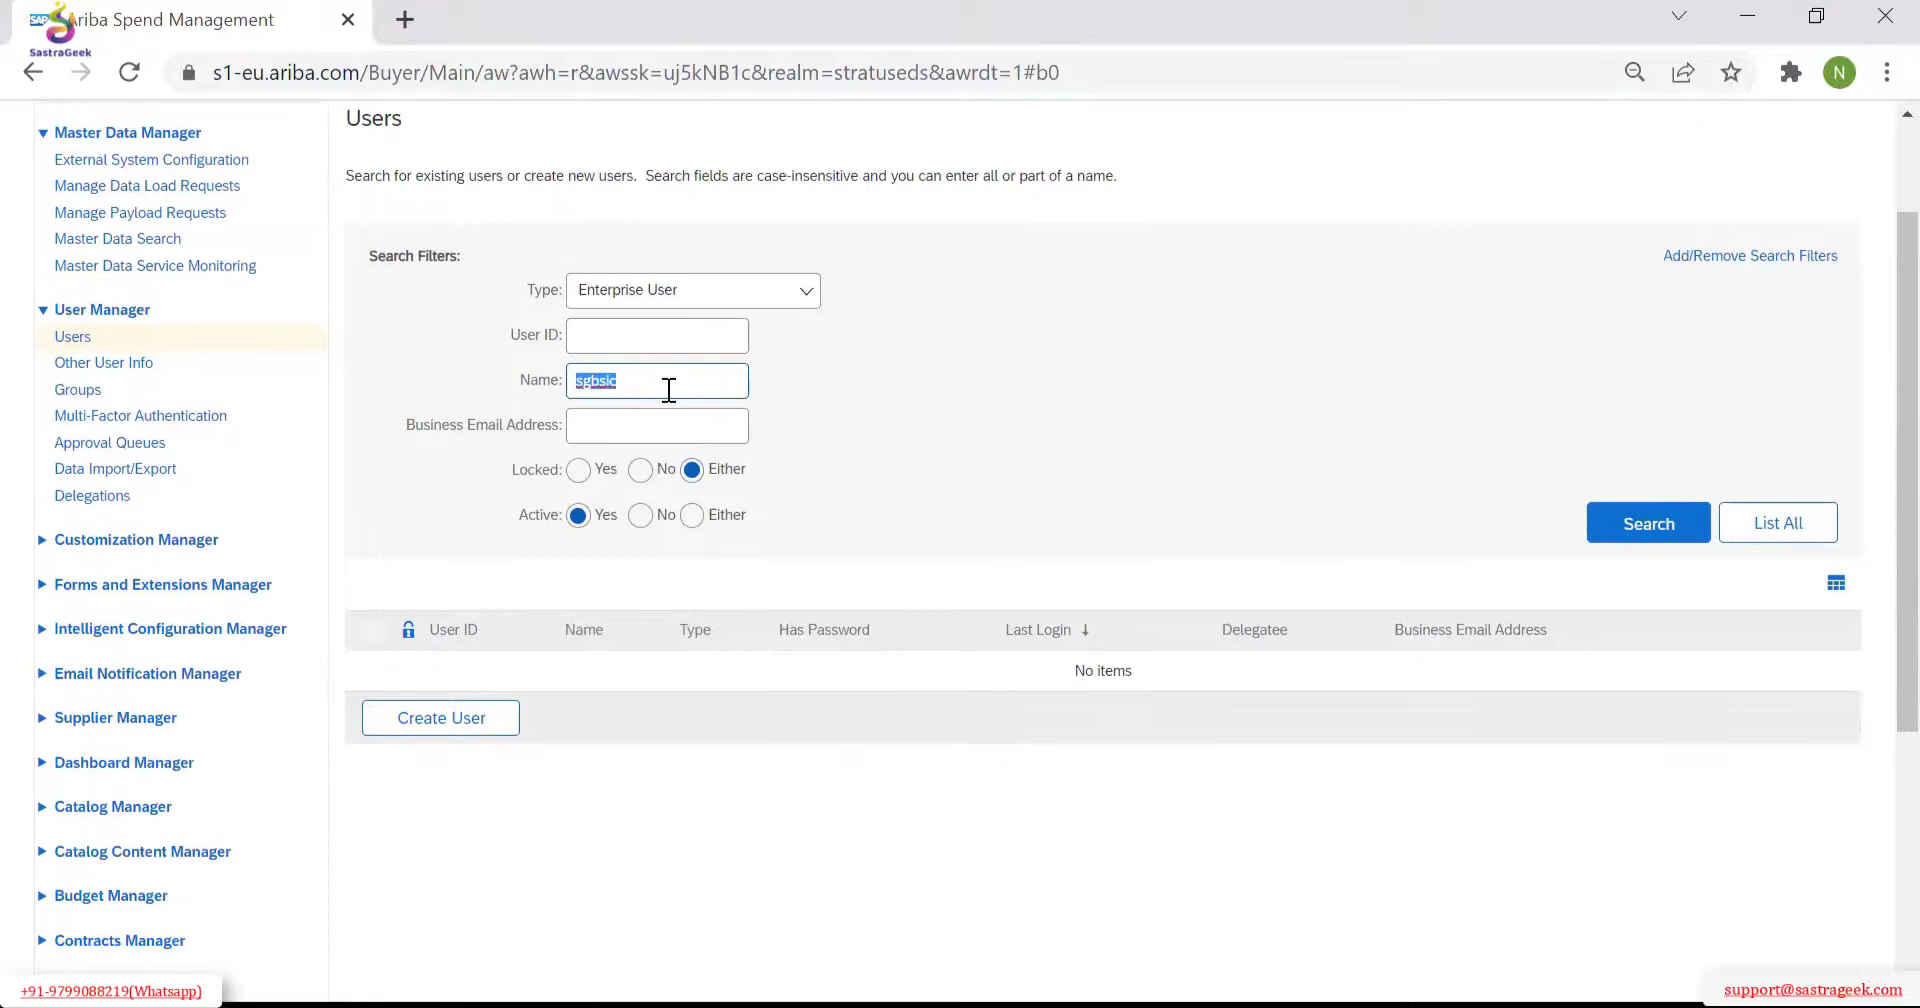 Ariba Spend Management
SAP
SastraGeek
s1-eu.ariba.com/Buyer/Main/aw?awh=r&awssk=uj5kNB1c&realm=stratuseds&awrdt=1#b0
N
Master Data Manager
External System Configuration
Manage Data Load Requests
Manage Payload Requests
Master Data Search
Master Data Service Monitoring
User Manager
Users
Other User Info
Groups
Multi-Factor Authentication
Approval Queues
Data Import/Export
Delegations
Customization Manager
Forms and Extensions Manager
Intelligent Configuration Manager
Email Notification Manager
Supplier Manager
Dashboard Manager
Catalog Manager
Catalog Content Manager
Budget Manager
Contracts Manager
Users
Search for existing users or create new users. Search fields are case-insensitive and you can enter all or part of a name.
Search Filters:
Add/Remove Search Filters
Type: Enterprise User
User ID:
Name: sgbsic
Business Email Address:
Locked: Yes No Either
Active: Yes No Either
Search List All
User ID Name Type Has Password Last Login ↓ Delegatee Business Email Address
No items
Create User
+91-9799088219(Whatsapp)
support@sastrageek.com